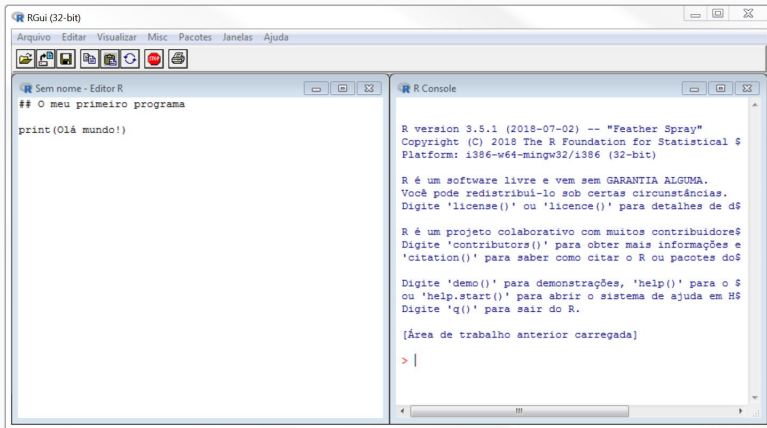 RGui (32-bit)
Arquivo Editar Visualizar Misc Pacotes Janelas Ajuda
STOP
Sem nome - Editor R
## O meu primeiro programa
print(Olá mundo!)
R Console
R version 3.5.1 (2018-07-02) -- "Feather Spray"
Copyright (C) 2018 The R Foundation for Statistical $
Platform: i386-w64-mingw32/i386 (32-bit)
R é um software livre e vem sem GARANTIA ALGUMA.
Você pode redistribuí-lo sob certas circunstâncias.
Digite 'license()' ou 'licence()' para detalhes de d$
R é um projeto colaborativo com muitos contribuidore$
Digite 'contributors()' para obter mais informações e
'citation()' para saber como citar o R ou pacotes do$
Digite 'demo()' para demonstrações, 'help()' para o $
ou 'help.start()' para abrir o sistema de ajuda em H$
Digite 'q()' para sair do R.
[Área de trabalho anterior carregada]
>